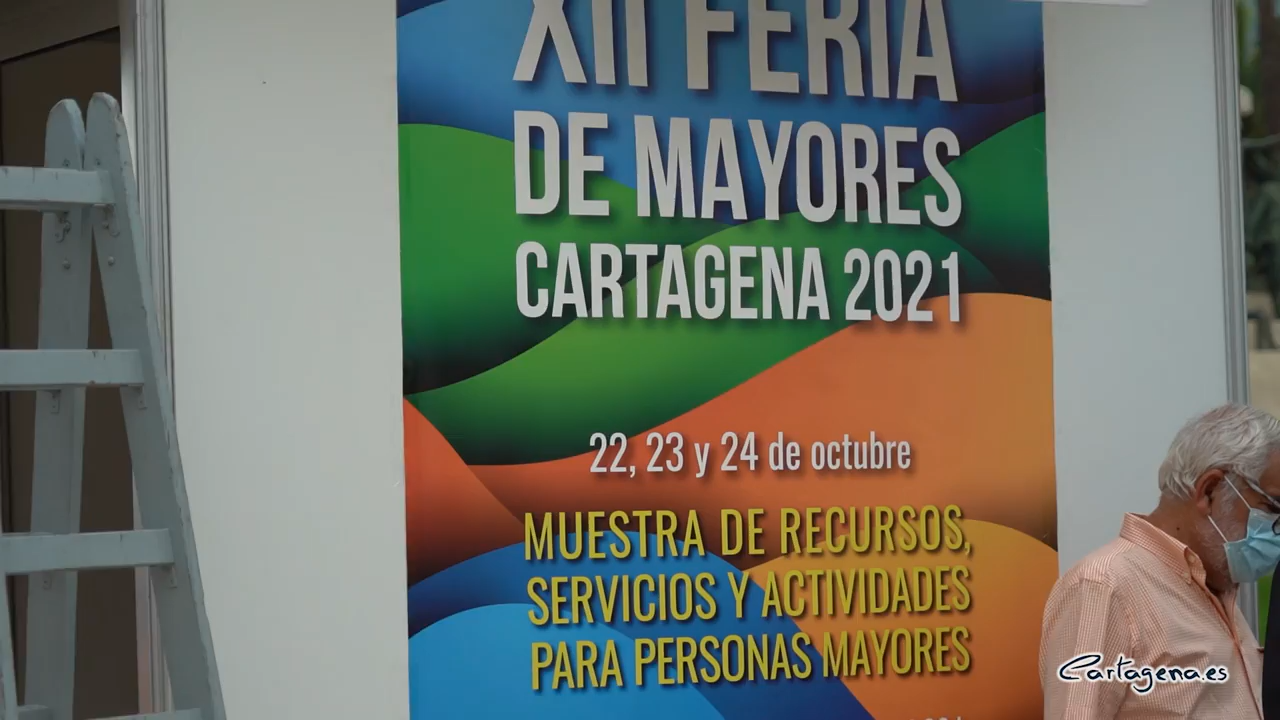 XII FERIA
DE MAYORES
CARTAGENA 2021
22, 23 y 24 de octubre
MUESTRA DE RECURSOS,
SERVICIOS Y ACTIVIDADES
PARA PERSONAS MAYORES
Cartagena.es